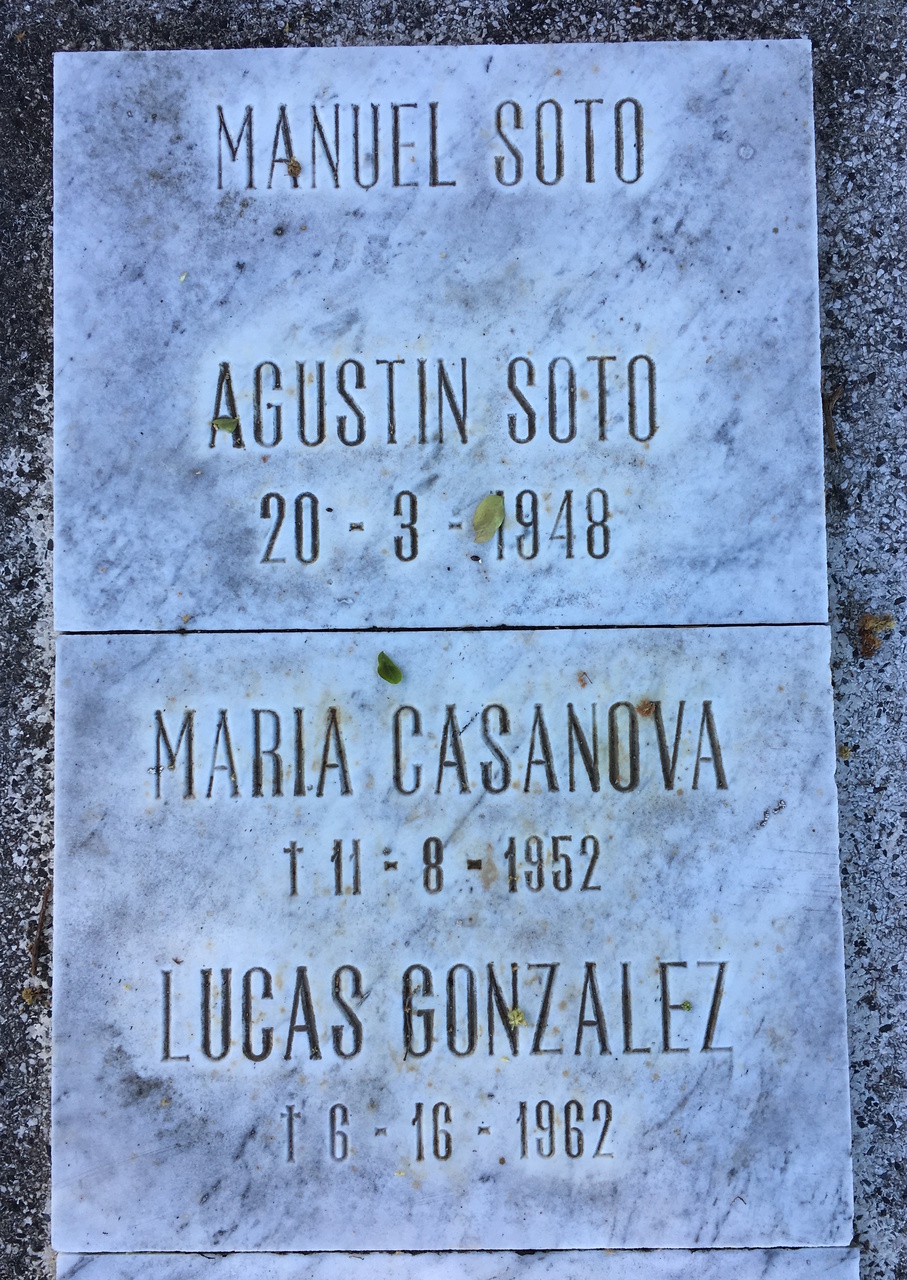 MANUEL SOTO
AGUSTIN SOTO
20 - 3 - 1948
MARIA CASANOVA
† 11 - 8 - 1952
LUCAS GONZALEZ
† 6 - 16 - 1962